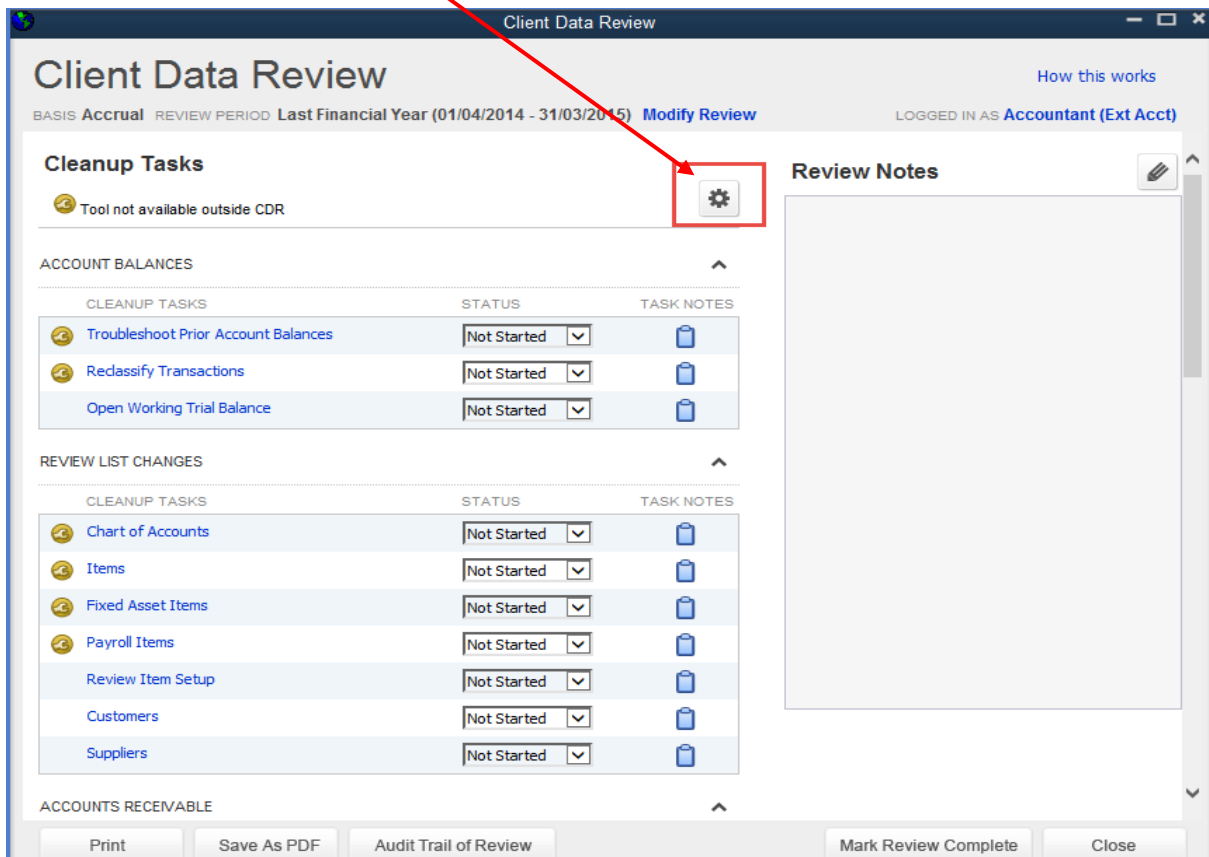 Client Data Review
Client Data Review
How this works
BASIS Accrual REVIEW PERIOD Last Financial Year (01/04/2014 - 31/03/2015) Modify Review
LOGGED IN AS Accountant (Ext Acct)
Cleanup Tasks
Tool not available outside CDR
ACCOUNT BALANCES
CLEANUP TASKS STATUS TASK NOTES
Troubleshoot Prior Account Balances Not Started
Reclassify Transactions Not Started
Open Working Trial Balance Not Started
REVIEW LIST CHANGES
CLEANUP TASKS STATUS TASK NOTES
Chart of Accounts Not Started
Items Not Started
Fixed Asset Items Not Started
Payroll Items Not Started
Review Item Setup Not Started
Customers Not Started
Suppliers Not Started
ACCOUNTS RECEIVABLE
Review Notes
Print Save As PDF Audit Trail of Review Mark Review Complete Close